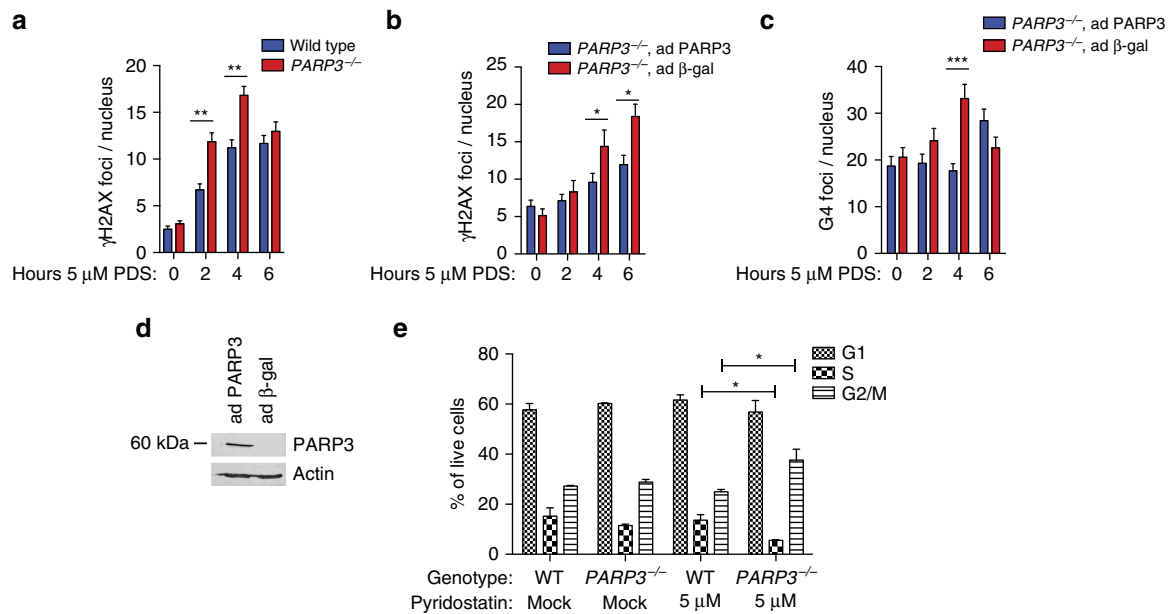 a
Wild type
PARP3–/–
γH2AX foci / nucleus
20
15
10
5
0
**
**
Hours 5 μM PDS: 0 2 4 6
b
PARP3–/–, ad PARP3
PARP3–/–, ad β-gal
γH2AX foci / nucleus
25
20
15
10
5
0
*
*
Hours 5 μM PDS: 0 2 4 6
c
PARP3–/–, ad PARP3
PARP3–/–, ad β-gal
G4 foci / nucleus
40
30
20
10
0
***
Hours 5 μM PDS: 0 2 4 6
d
ad PARP3
ad β-gal
60 kDa
PARP3
Actin
e
G1
S
G2/M
% of live cells
80
60
40
20
0
*
*
Genotype: WT PARP3–/– WT PARP3–/–
Pyridostatin: Mock Mock 5 μM 5 μM